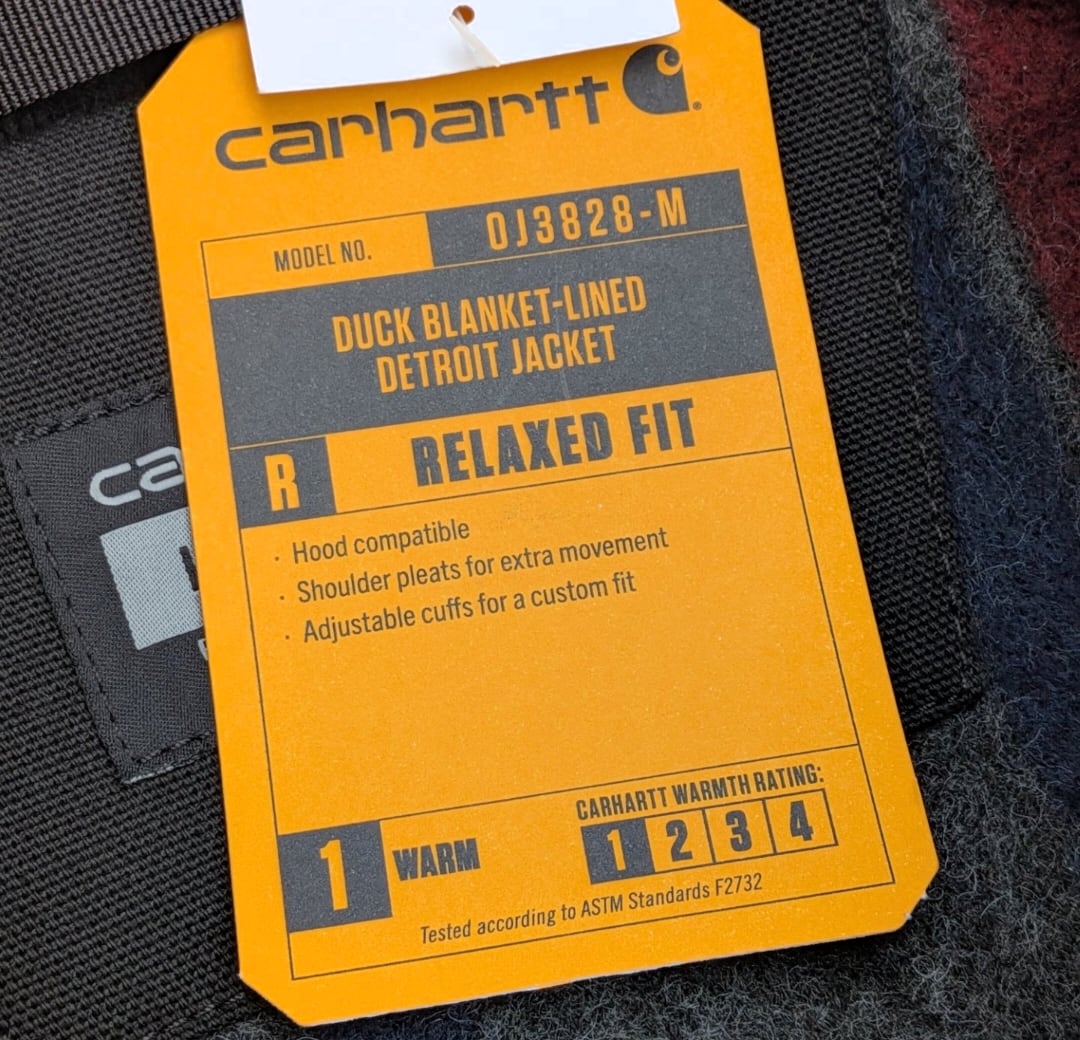 carhartt
MODEL NO. OJ3828-M
DUCK BLANKET-LINED
DETROIT JACKET
R RELAXED FIT
· Hood compatible
· Shoulder pleats for extra movement
· Adjustable cuffs for a custom fit
CARHARTT WARMTH RATING:
1 WARM 1 2 3 4
Tested according to ASTM Standards F2732
ca